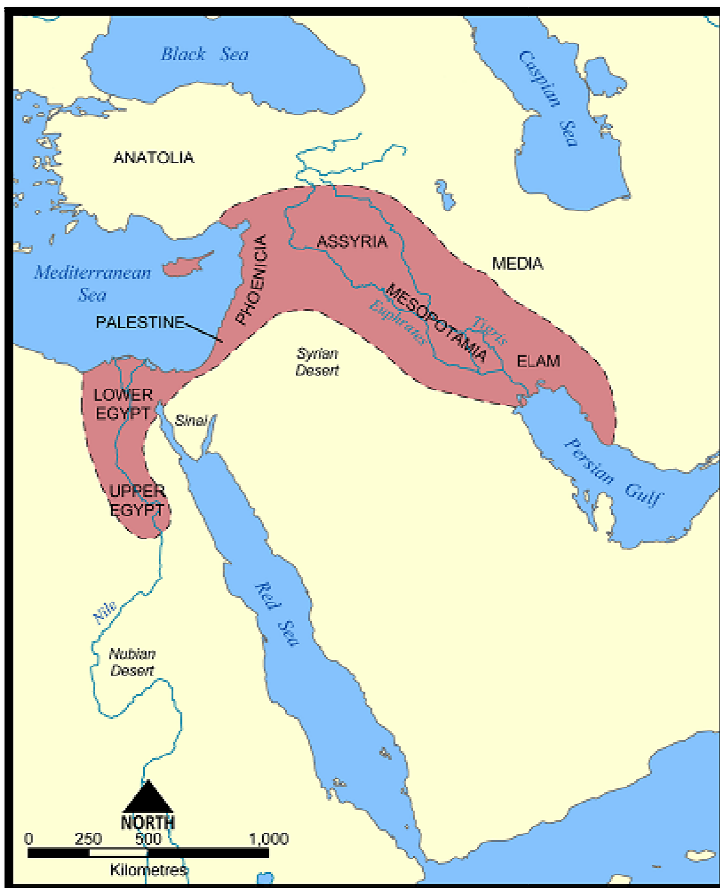 Black Sea
Caspian Sea
ANATOLIA
ASSYRIA
PHOENICIA
MEDIA
Mediterranean
Sea
MESOPOTAMIA
Euphrates
Tigris
PALESTINE
ELAM
Syrian
Desert
LOWER
EGYPT
Sinai
Persian Gulf
UPPER
EGYPT
Red Sea
Nile
Nubian
Desert
NORTH
0 250 500 1,000
Kilometres